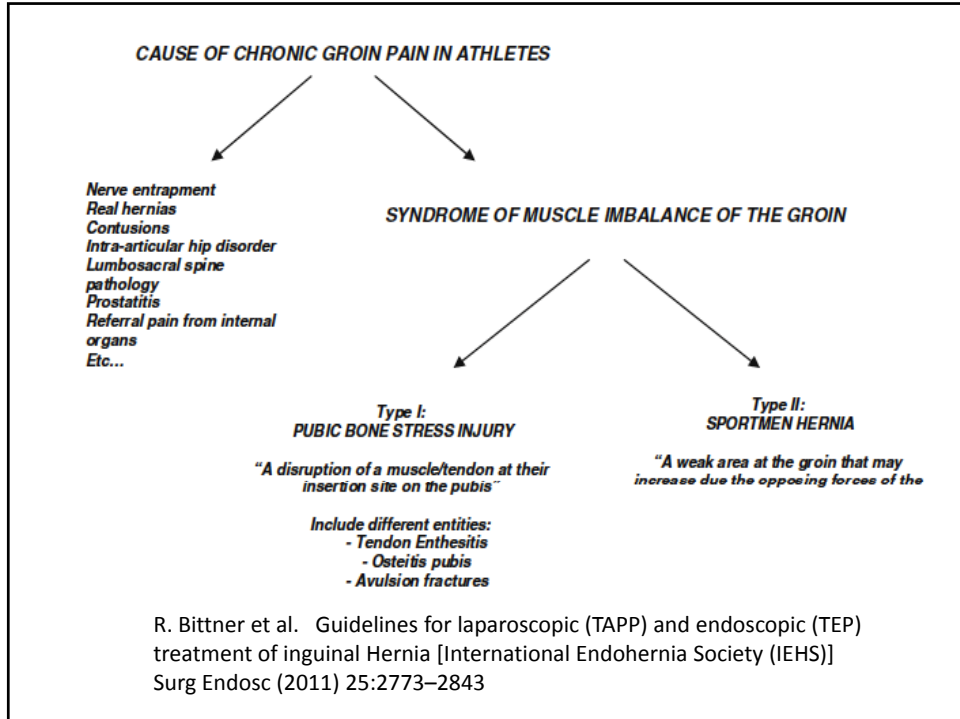 CAUSE OF CHRONIC GROIN PAIN IN ATHLETES
Nerve entrapment
Real hernias
Contusions
Intra-articular hip disorder
Lumbosacral spine
pathology
Prostatitis
Referral pain from internal
organs
Etc...
SYNDROME OF MUSCLE IMBALANCE OF THE GROIN
Type I:
PUBIC BONE STRESS INJURY
"A disruption of a muscle/tendon at their
insertion site on the pubis"
Include different entities:
- Tendon Enthesitis
- Osteitis pubis
- Avulsion fractures
Type II:
SPORTMEN HERNIA
"A weak area at the groin that may
increase due the opposing forces of the
R. Bittner et al. Guidelines for laparoscopic (TAPP) and endoscopic (TEP)
treatment of inguinal Hernia [International Endohernia Society (IEHS)]
Surg Endosc (2011) 25:2773–2843